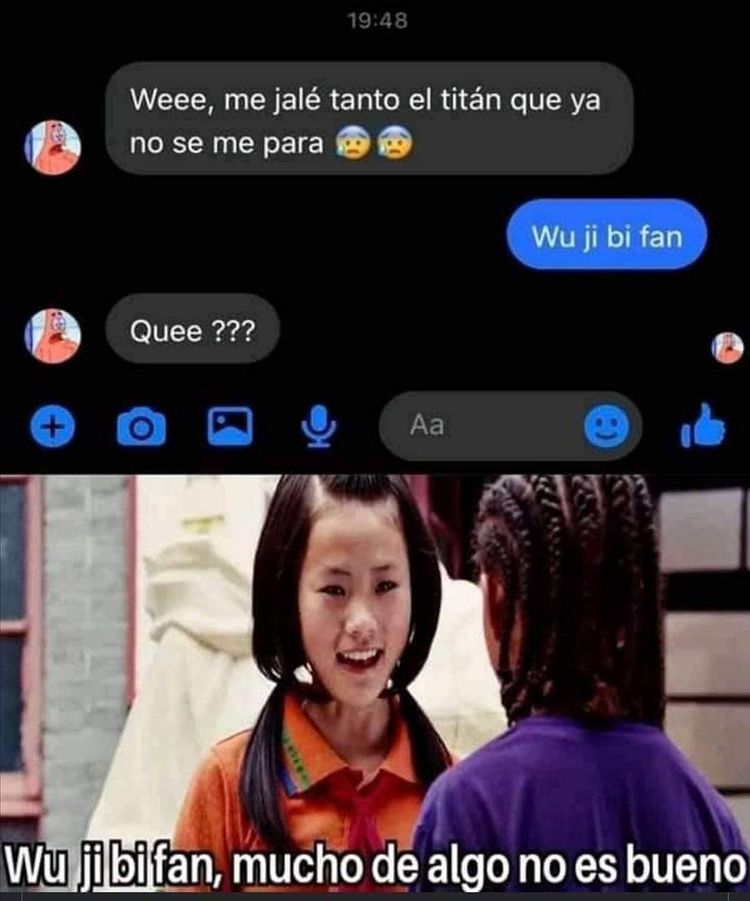 19:48
Weee, me jalé tanto el titán que ya
no se me para 😰😰
Wu ji bi fan
Quee ???
Aa
Wu ji bi fan, mucho de algo no es bueno